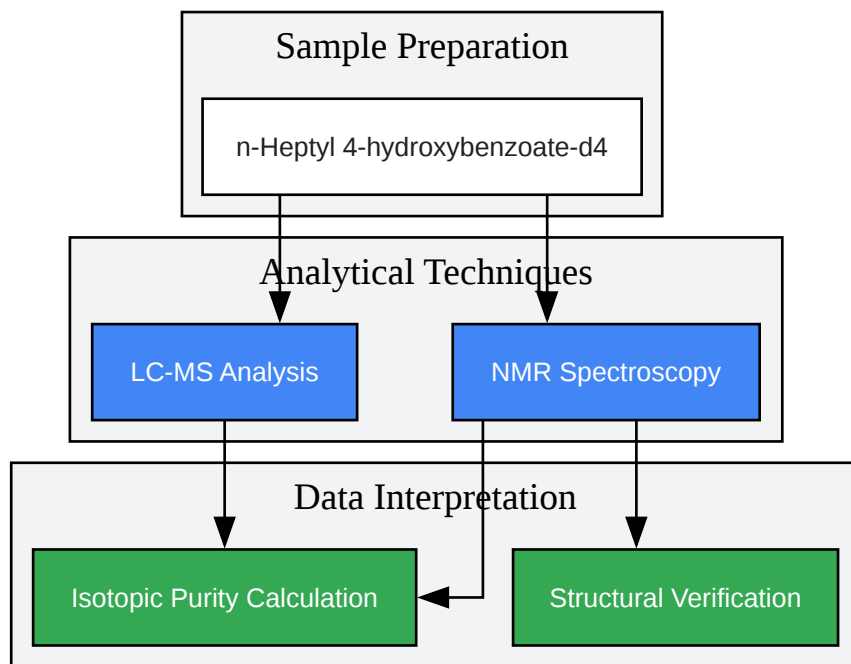 Sample Preparation
n-Heptyl 4-hydroxybenzoate-d4
Analytical Techniques
LC-MS Analysis
NMR Spectroscopy
Data Interpretation
Isotopic Purity Calculation
Structural Verification